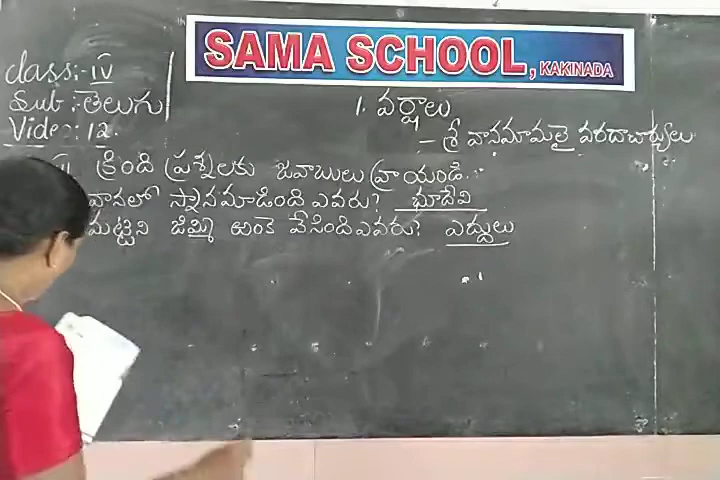 SAMA SCHOOL, KAKINADA
Class:- IV
Sub:- తెలుగు
Video: 12.
1. వర్షాలు
- శ్రీ వానమామలై వరదాచార్యులు
II క్రింది ప్రశ్నలకు జవాబులు వ్రాయండి.
వానలో స్నానమాడింది ఎవరు? భూదేవి
మట్టిని జిమ్మి అంకె వేసింది ఎవరు? ఎద్దులు